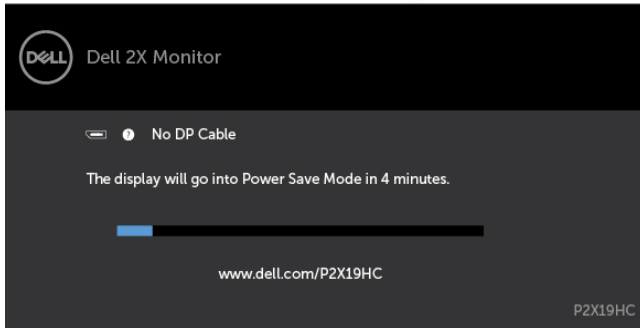 DELL Dell 2X Monitor
? No DP Cable
The display will go into Power Save Mode in 4 minutes.
www.dell.com/P2X19HC
P2X19HC